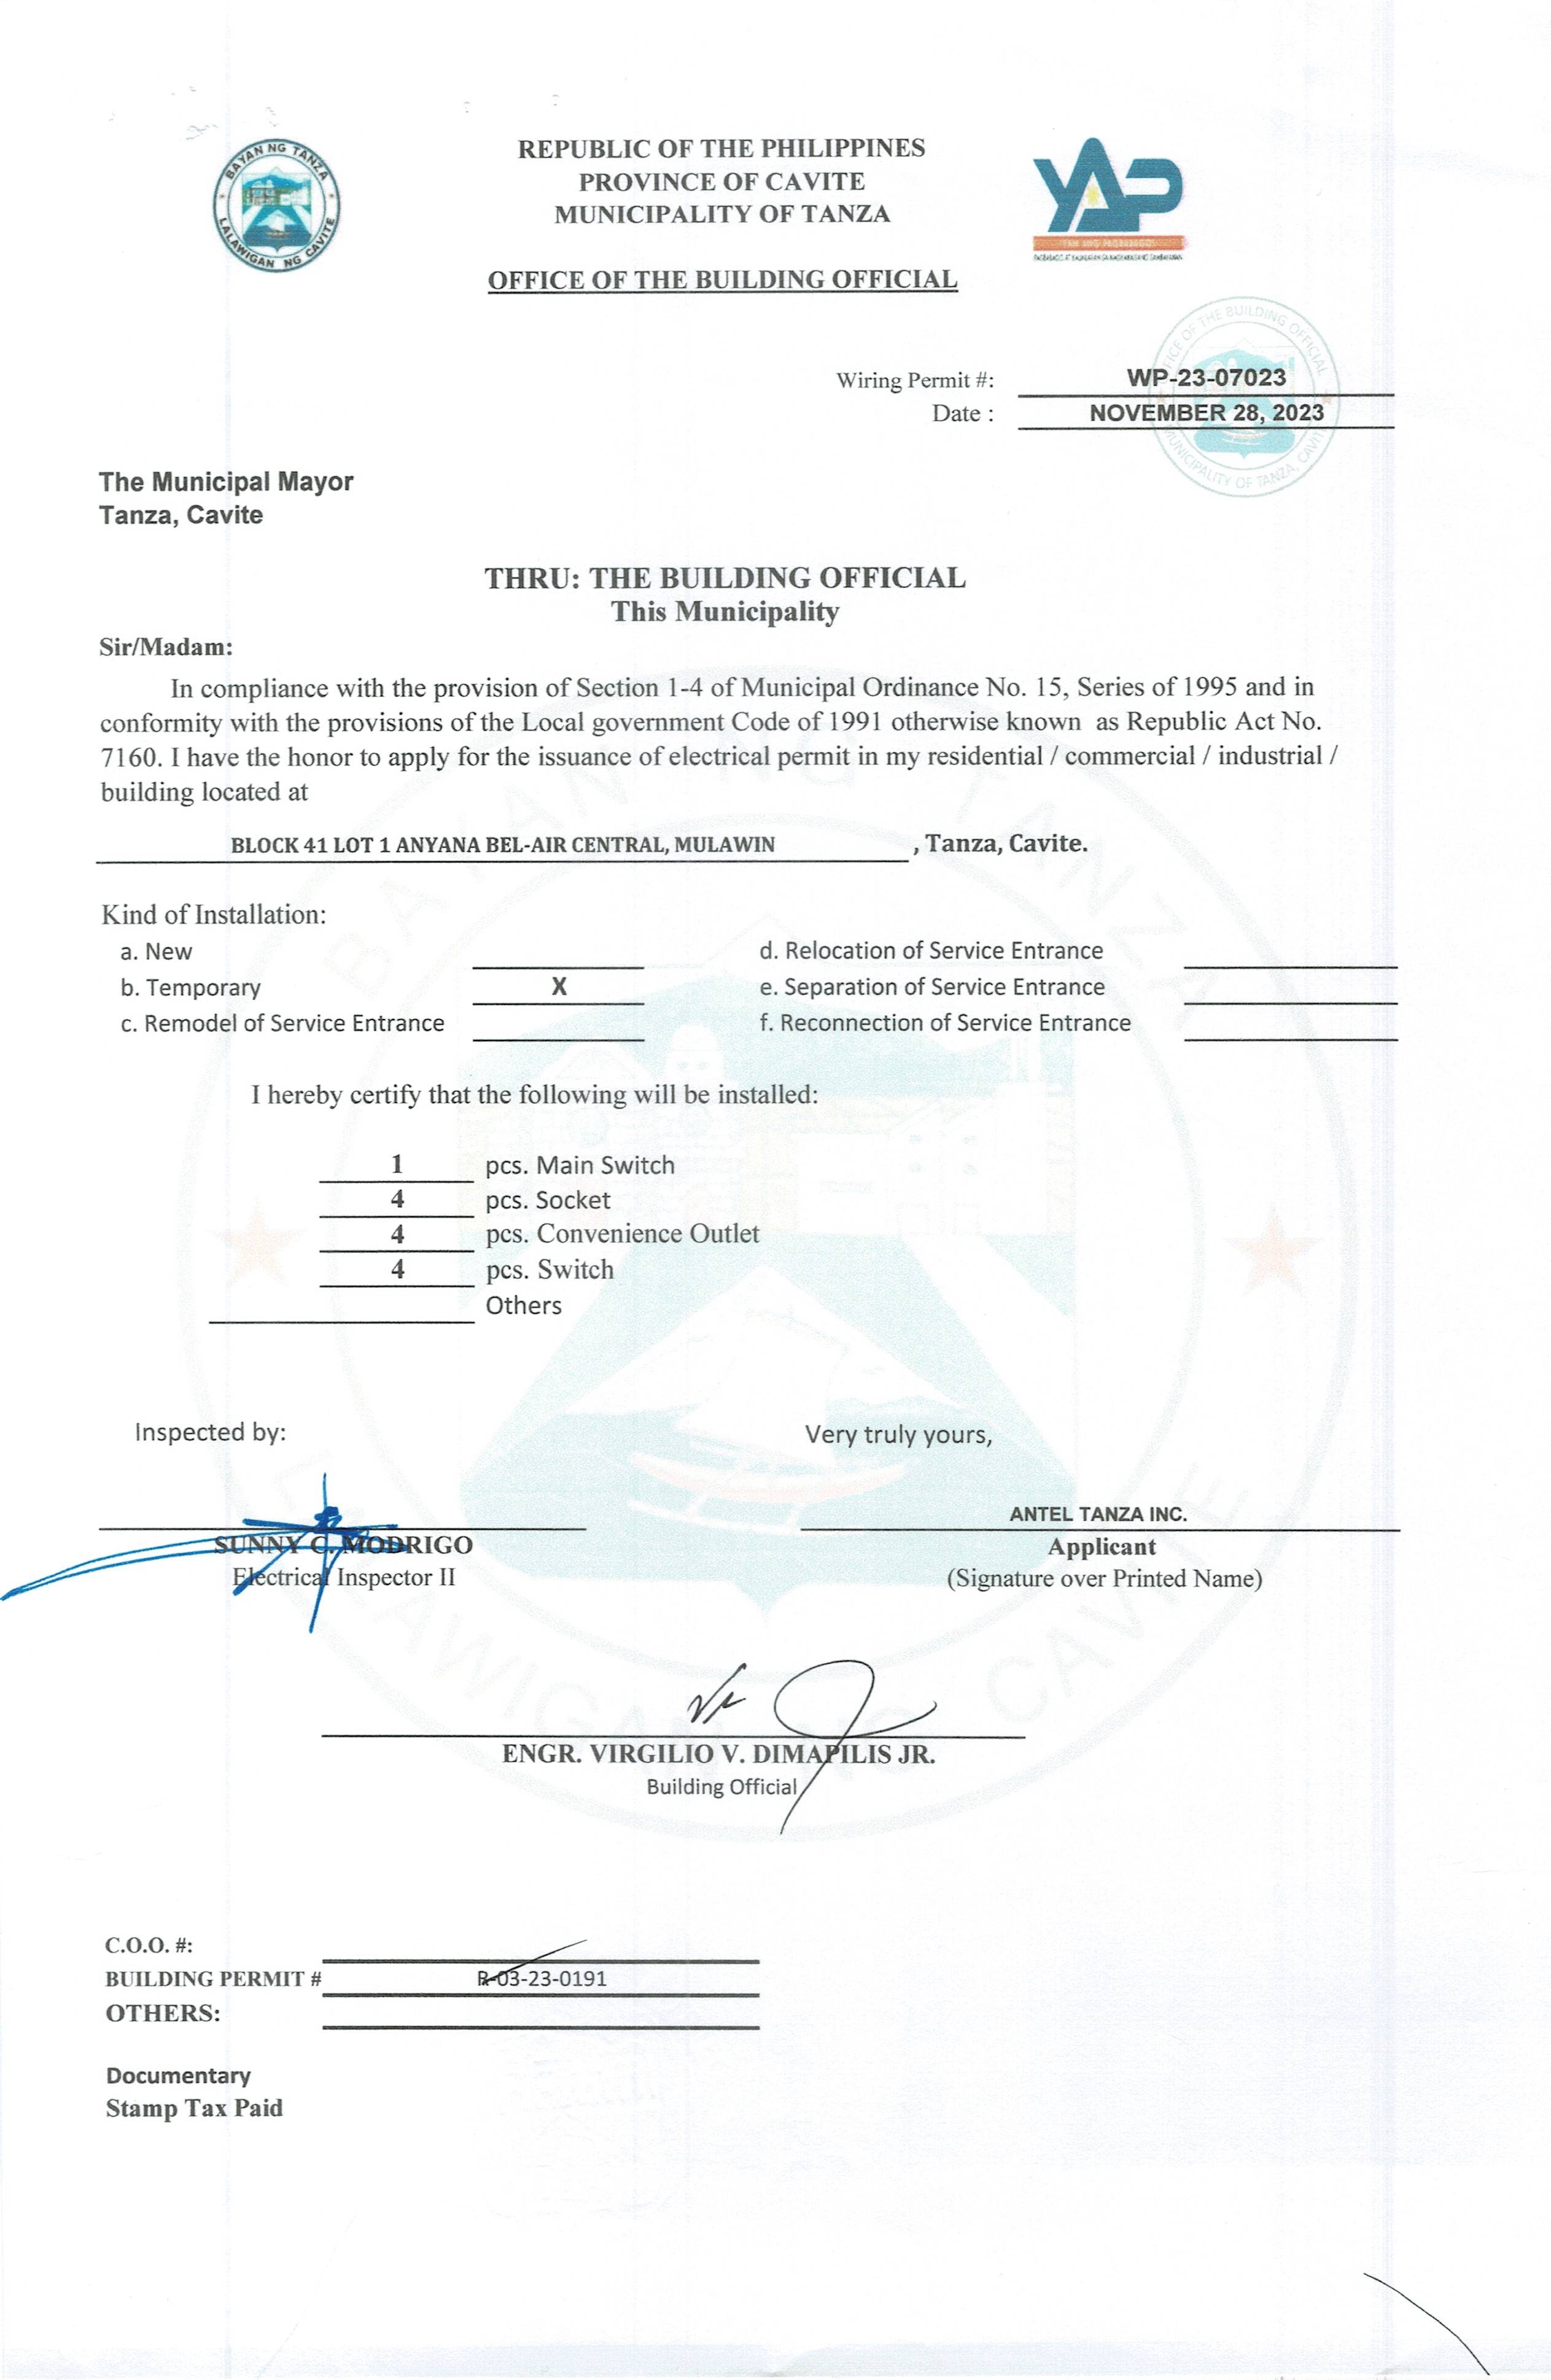 BAYAN NG TANZA
LALAWIGAN NG CAVITE
REPUBLIC OF THE PHILIPPINES
PROVINCE OF CAVITE
MUNICIPALITY OF TANZA
OFFICE OF THE BUILDING OFFICIAL
YAP
OFFICE OF THE BUILDING OFFICIAL
MUNICIPALITY OF TANZA, CAVITE
Wiring Permit #: WP-23-07023
Date : NOVEMBER 28, 2023
The Municipal Mayor
Tanza, Cavite
THRU: THE BUILDING OFFICIAL
This Municipality
Sir/Madam:
In compliance with the provision of Section 1-4 of Municipal Ordinance No. 15, Series of 1995 and in
conformity with the provisions of the Local government Code of 1991 otherwise known as Republic Act No.
7160. I have the honor to apply for the issuance of electrical permit in my residential / commercial / industrial /
building located at
BLOCK 41 LOT 1 ANYANA BEL-AIR CENTRAL, MULAWIN , Tanza, Cavite.
Kind of Installation:
a. New d. Relocation of Service Entrance
b. Temporary X e. Separation of Service Entrance
c. Remodel of Service Entrance f. Reconnection of Service Entrance
I hereby certify that the following will be installed:
1 pcs. Main Switch
4 pcs. Socket
4 pcs. Convenience Outlet
4 pcs. Switch
Others
Inspected by: Very truly yours,
ANTEL TANZA INC.
SUNNY C. MODRIGO Applicant
Electrical Inspector II (Signature over Printed Name)
ENGR. VIRGILIO V. DIMAPILIS JR.
Building Official
C.O.O. #:
BUILDING PERMIT # R-03-23-0191
OTHERS:
Documentary
Stamp Tax Paid
BAYAN NG TANZA
LALAWIGAN NG CAVITE